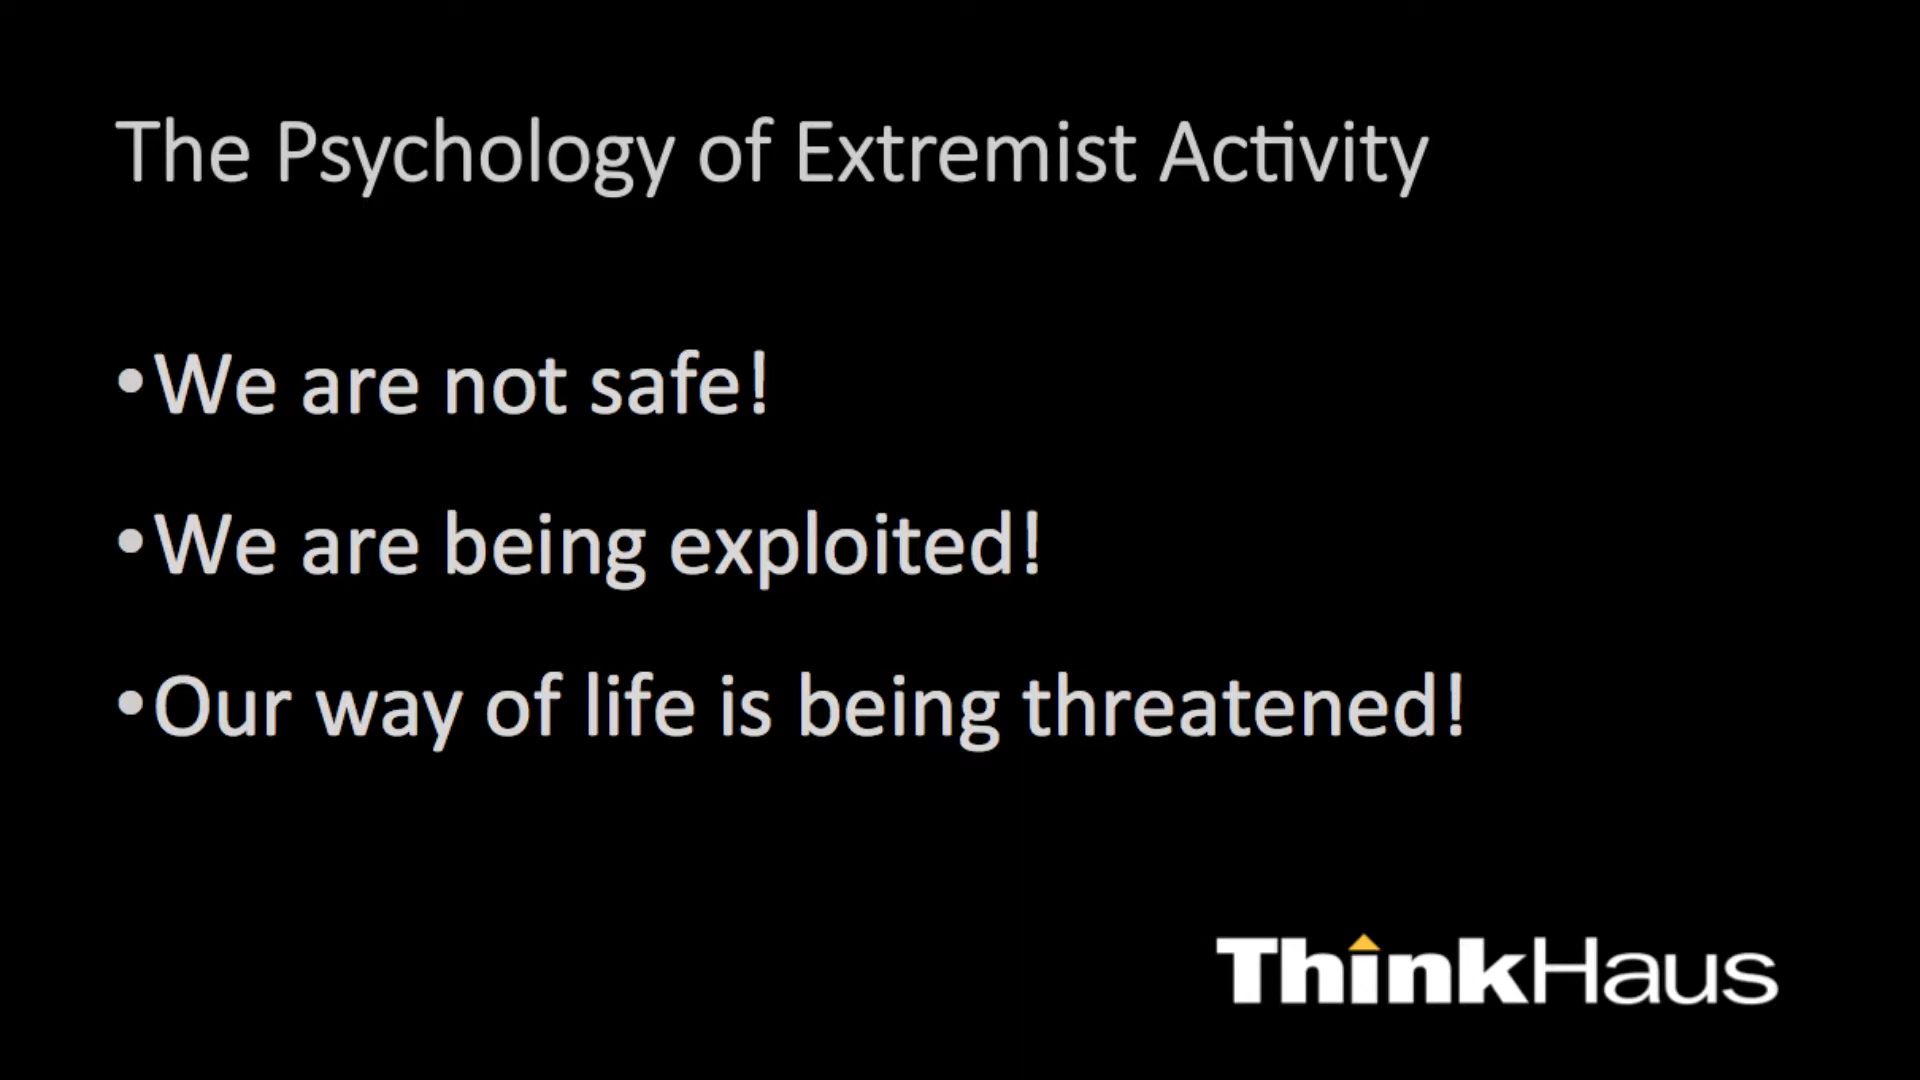 The Psychology of Extremist Activity
•We are not safe!
•We are being exploited!
•Our way of life is being threatened!
ThinkHaus